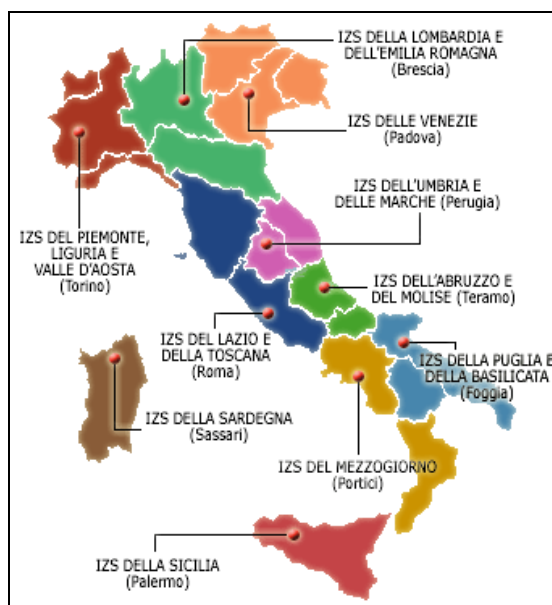 IZS DELLA LOMBARDIA E
DELL'EMILIA ROMAGNA
(Brescia)
IZS DELLE VENEZIE
(Padova)
IZS DELL'UMBRIA E
DELLE MARCHE (Perugia)
IZS DEL PIEMONTE,
LIGURIA E
VALLE D'AOSTA
(Torino)
IZS DELL'ABRUZZO E
DEL MOLISE (Teramo)
IZS DEL LAZIO E
DELLA TOSCANA
(Roma)
IZS DELLA PUGLIA E
DELLA BASILICATA
(Foggia)
IZS DELLA SARDEGNA
(Sassari)
IZS DEL MEZZOGIORNO
(Portici)
IZS DELLA SICILIA
(Palermo)